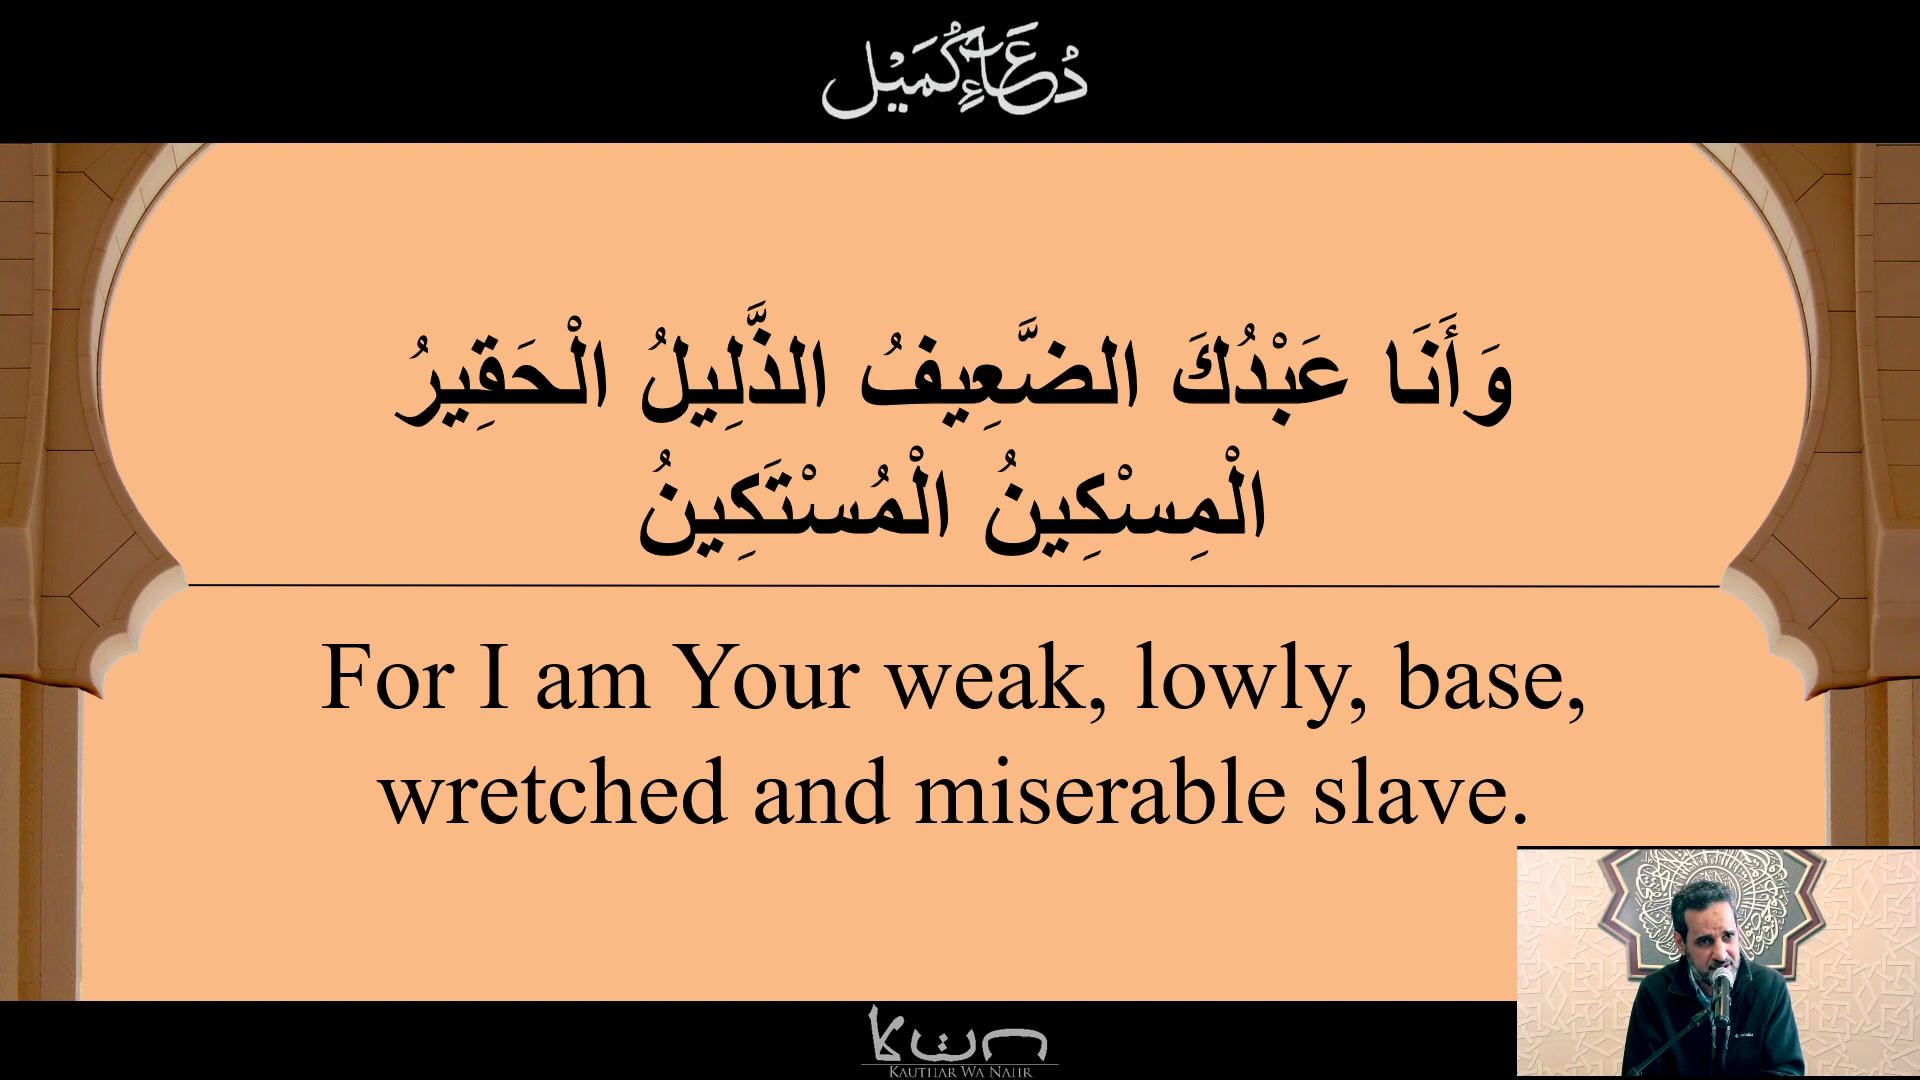 دُعَاءِ كُمَيْل
وَأَنَا عَبْدُكَ الضَّعِيفُ الذَّلِيلُ الْحَقِيرُ
الْمِسْكِينُ الْمُسْتَكِينُ
For I am Your weak, lowly, base,
wretched and miserable slave.
KAUTHAR WA NAHR